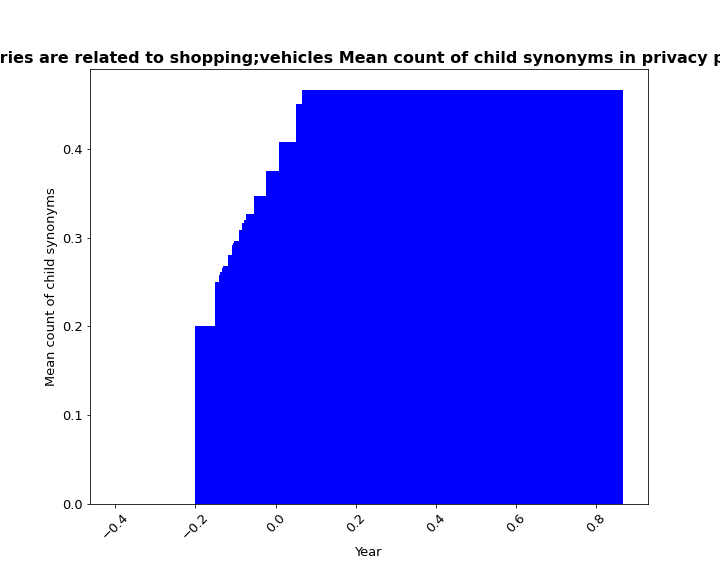 ries are related to shopping;vehicles Mean count of child synonyms in privacy p
Mean count of child synonyms
0.4
0.3
0.2
0.1
0.0
−0.4 −0.2 0.0 0.2 0.4 0.6 0.8
Year